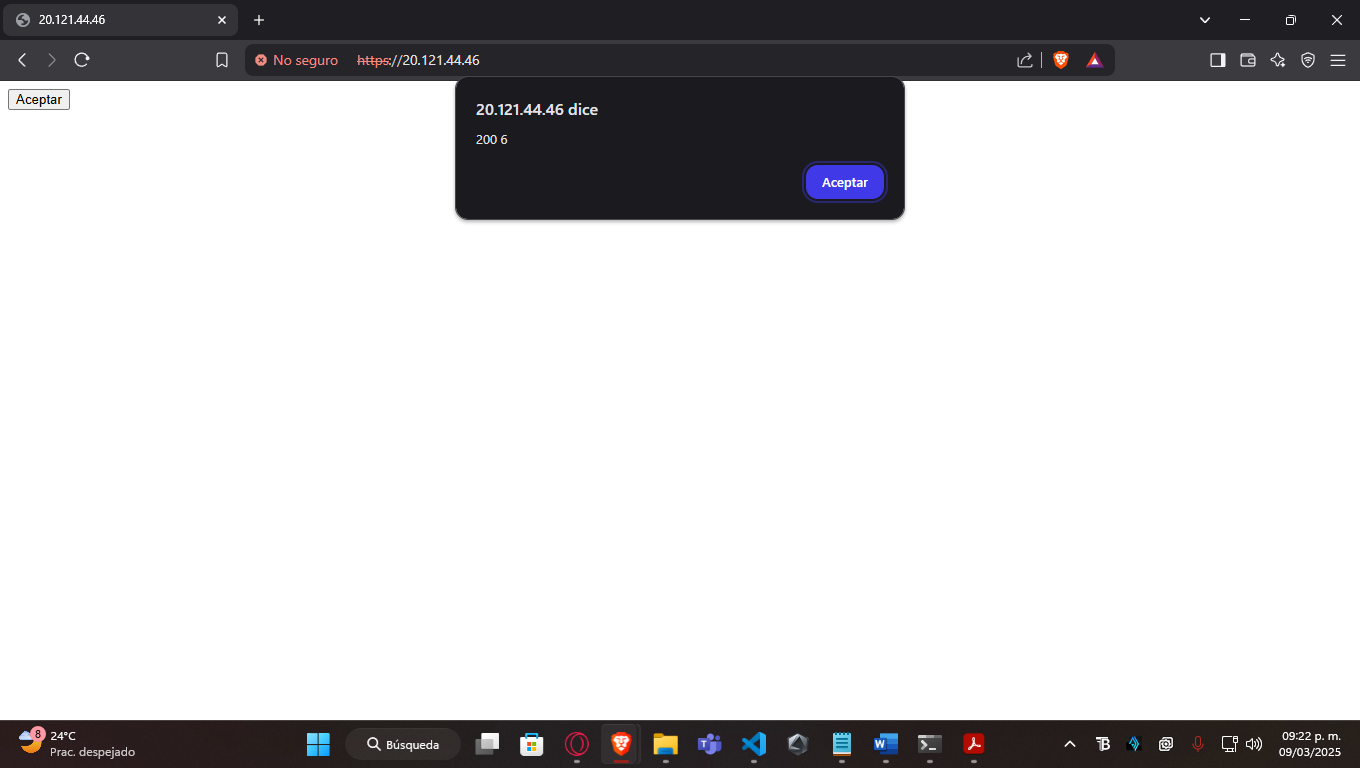 20.121.44.46
No seguro https://20.121.44.46
Aceptar
20.121.44.46 dice
200 6
Aceptar
8
24°C
Prac. despejado
Búsqueda
09:22 p. m.
09/03/2025